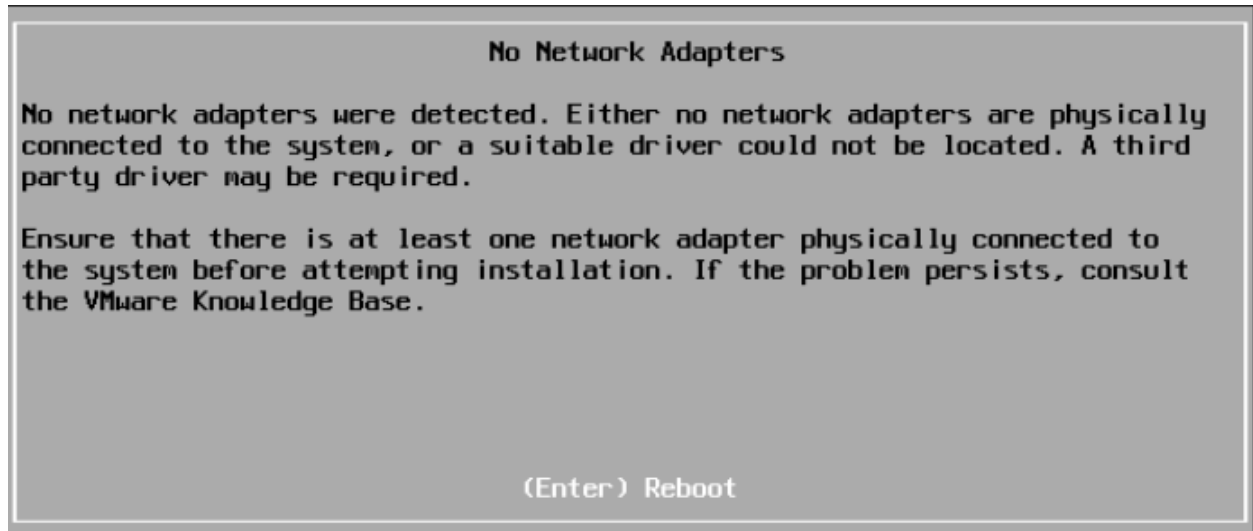 No Network Adapters
No network adapters were detected. Either no network adapters are physically
connected to the system, or a suitable driver could not be located. A third
party driver may be required.
Ensure that there is at least one network adapter physically connected to
the system before attempting installation. If the problem persists, consult
the VMware Knowledge Base.
(Enter) Reboot